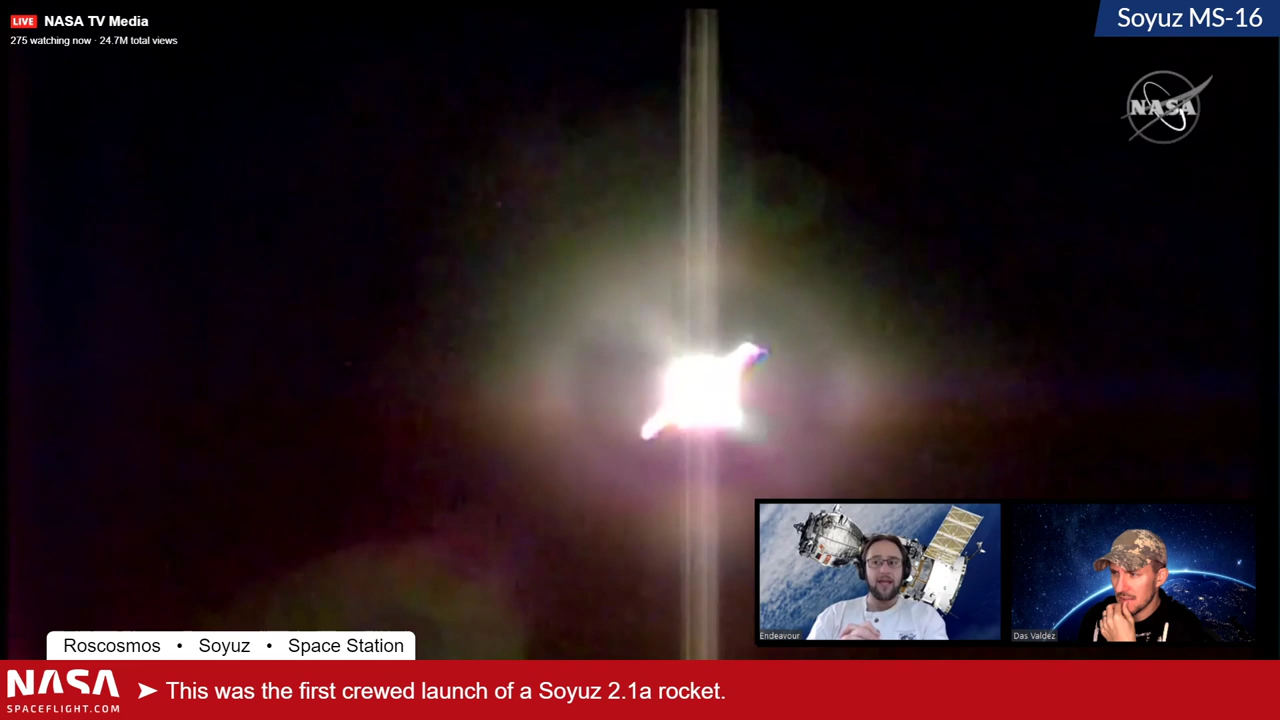 LIVE NASA TV Media
275 watching now · 24.7M total views
Soyuz MS-16
NASA
Endeavour
Das Valdez
Roscosmos • Soyuz • Space Station
NASA
SPACEFLIGHT.COM
➤ This was the first crewed launch of a Soyuz 2.1a rocket.